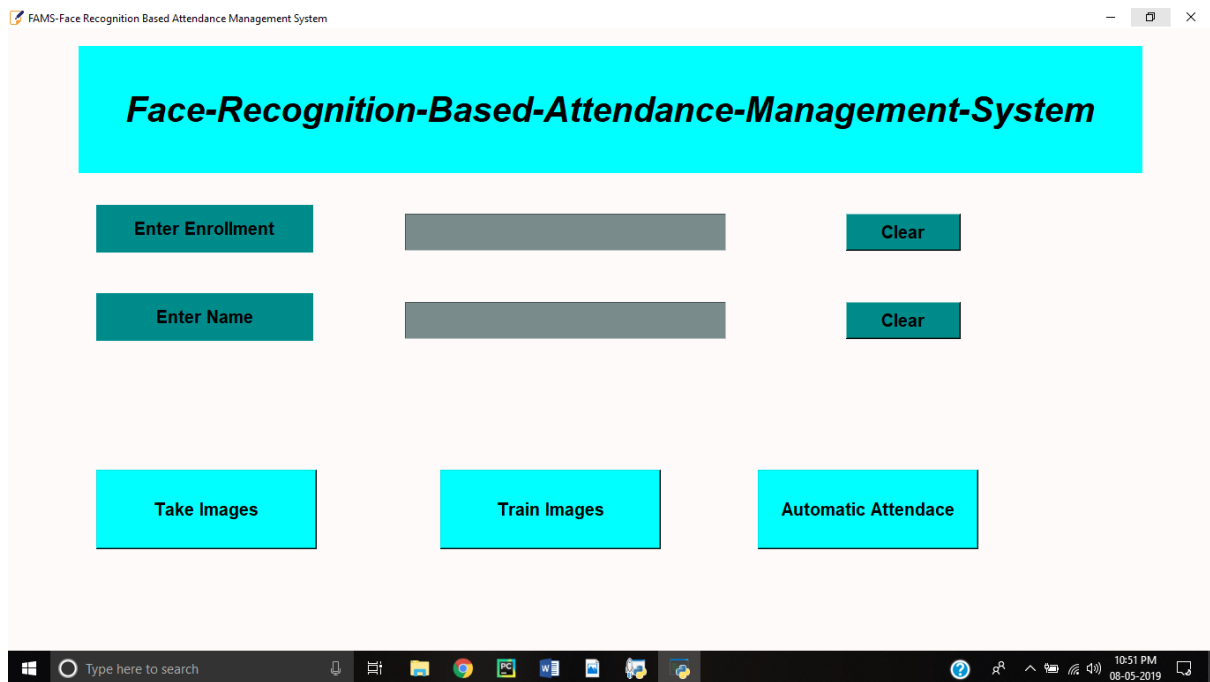 FAMS-Face Recognition Based Attendance Management System
Face-Recognition-Based-Attendance-Management-System
Enter Enrollment
Clear
Enter Name
Clear
Take Images
Train Images
Automatic Attendace
Type here to search
PC
W
?
10:51 PM
08-05-2019